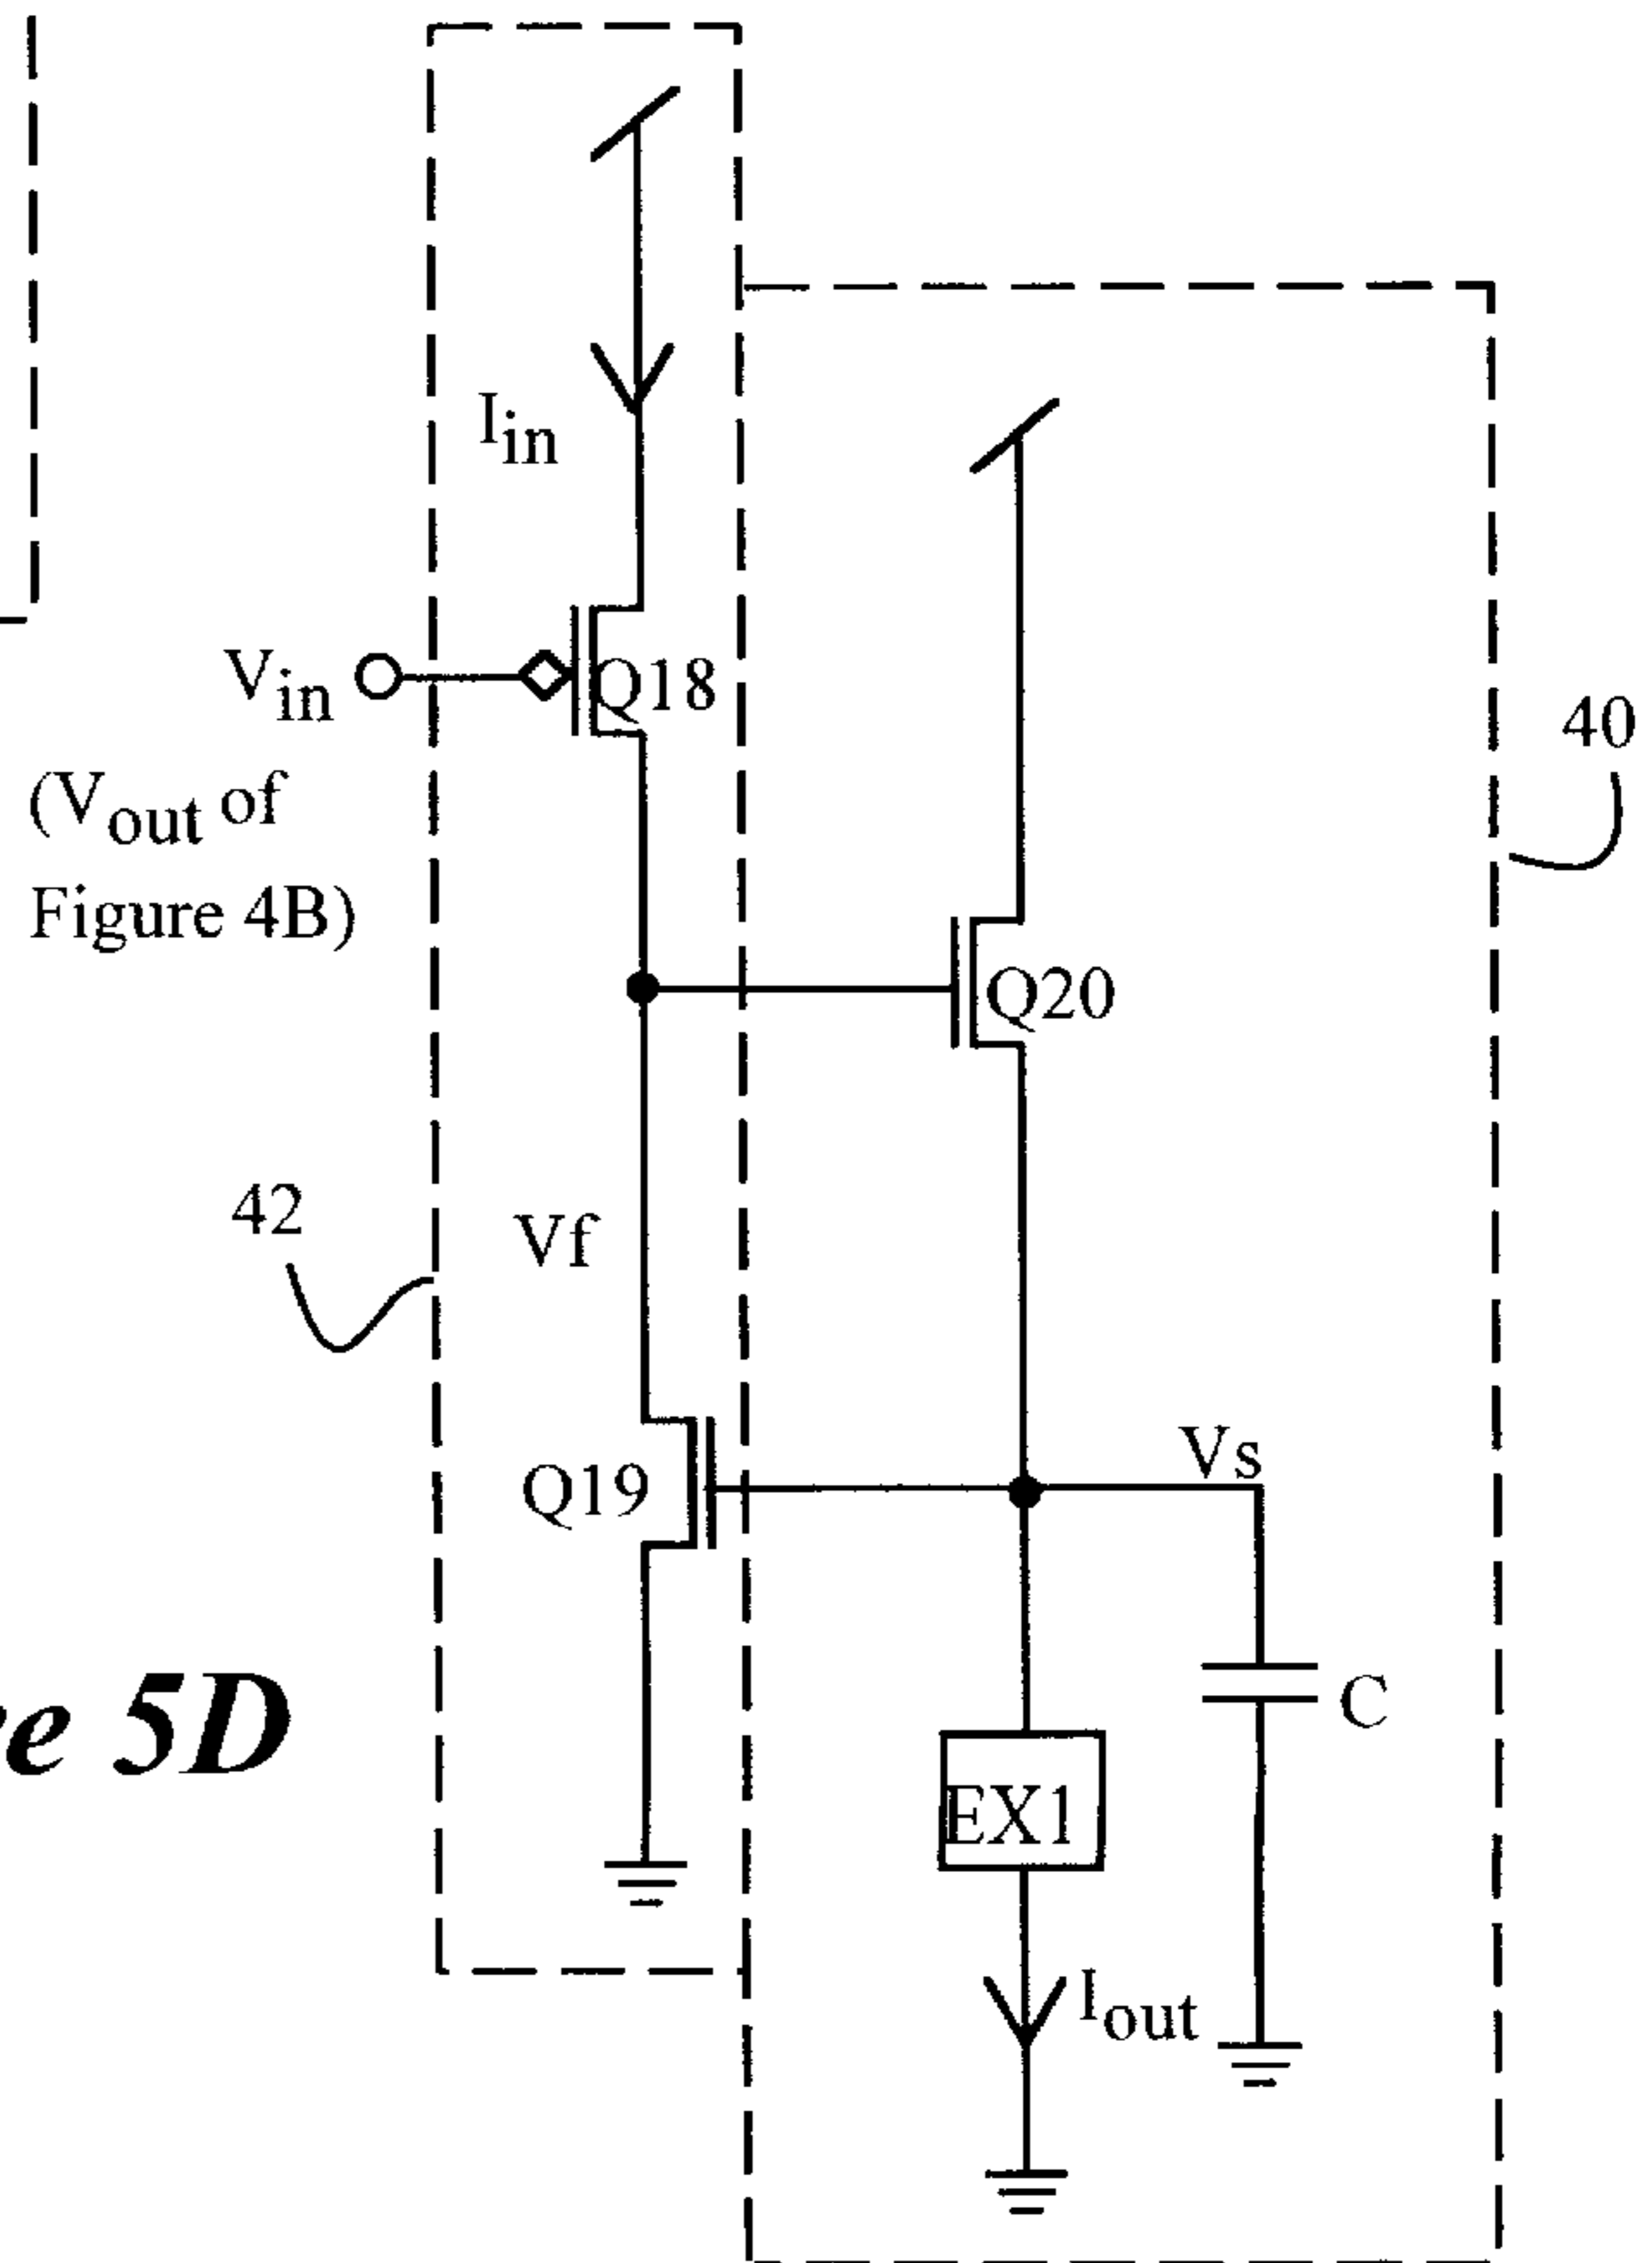 I_in
V_in
Q18
40
(V_out of
Figure 4B)
Q20
42
Vf
Vs
Q19
5D
C
EX1
I_out